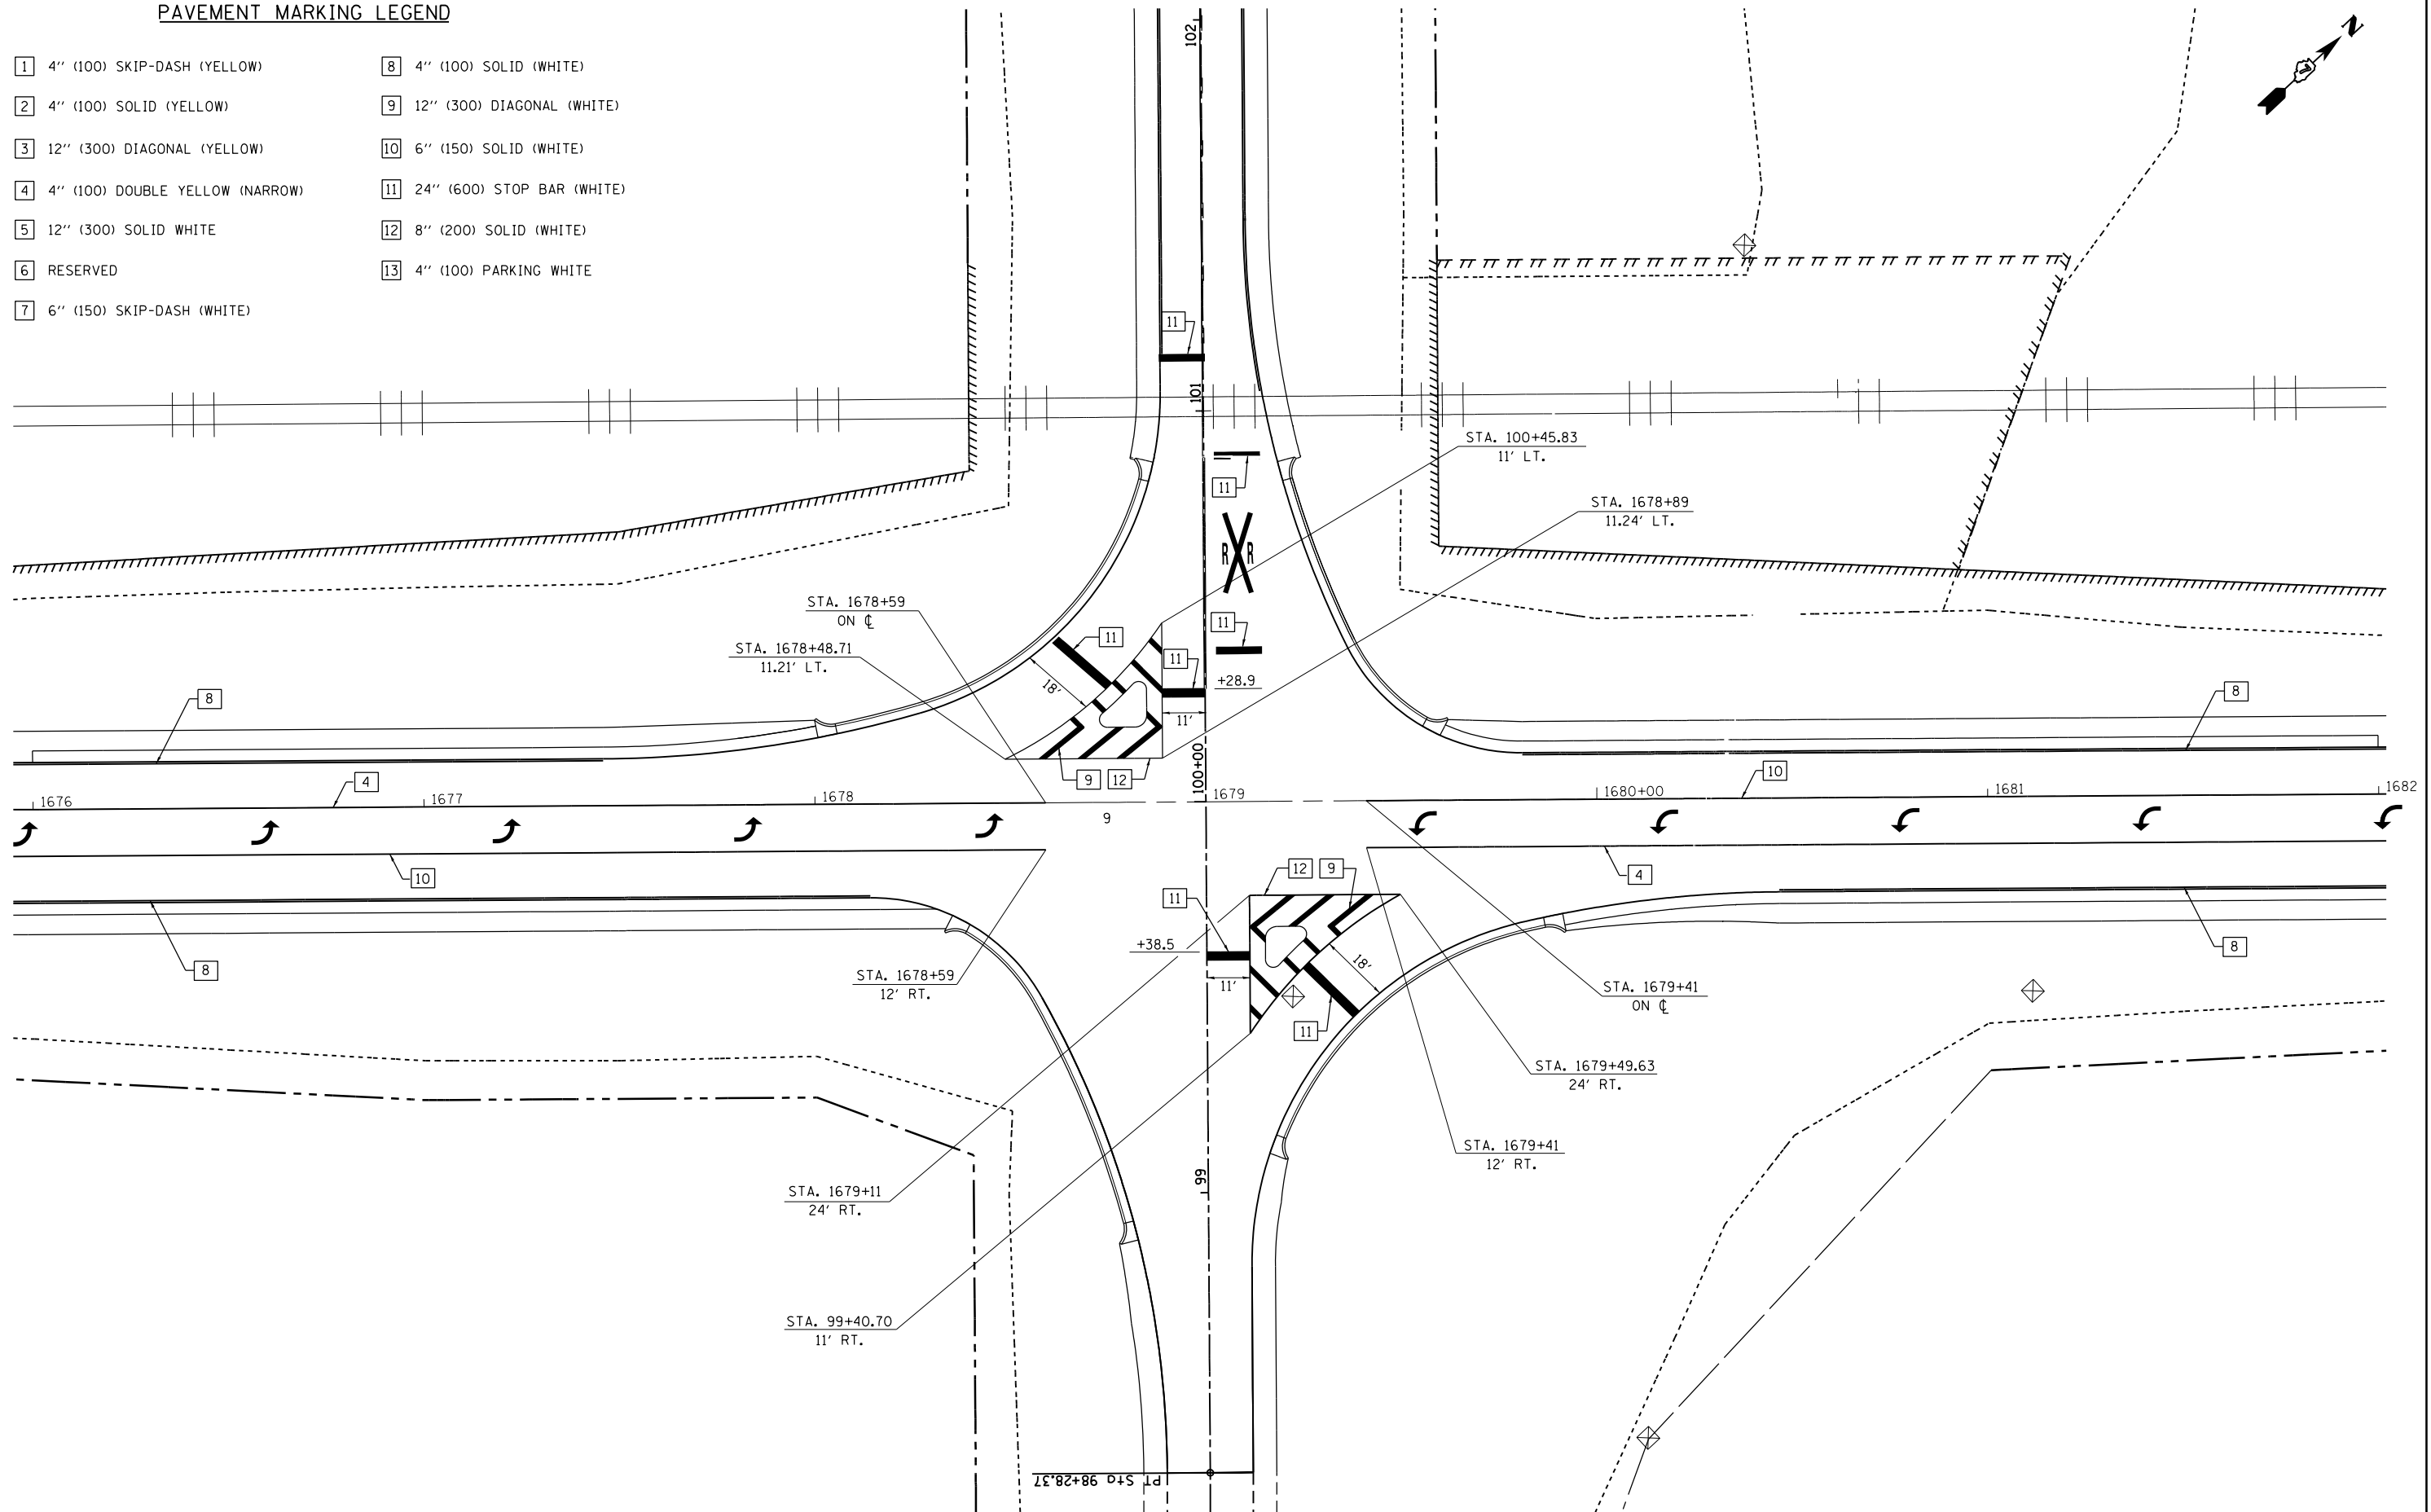 PAVEMENT MARKING LEGEND
1 4'' (100) SKIP-DASH (YELLOW)
2 4'' (100) SOLID (YELLOW)
3 12'' (300) DIAGONAL (YELLOW)
4 4'' (100) DOUBLE YELLOW (NARROW)
5 12'' (300) SOLID WHITE
6 RESERVED
7 6'' (150) SKIP-DASH (WHITE)
8 4'' (100) SOLID (WHITE)
9 12'' (300) DIAGONAL (WHITE)
10 6'' (150) SOLID (WHITE)
11 24'' (600) STOP BAR (WHITE)
12 8'' (200) SOLID (WHITE)
13 4'' (100) PARKING WHITE
102
N
7
11
101
STA. 100+45.83
11' LT.
11
STA. 1678+89
11.24' LT.
R R
STA. 1678+59
ON ℄
11
11
STA. 1678+48.71
11.21' LT.
11
18'
+28.9
8
8
11'
100+00
4
9
12
10
1676
1677
1678
1679
1680+00
1681
1682
9
10
12
9
4
11
+38.5
8
18'
8
STA. 1678+59
12' RT.
11'
STA. 1679+41
ON ℄
11
STA. 1679+49.63
24' RT.
STA. 1679+41
12' RT.
99
STA. 1679+11
24' RT.
STA. 99+40.70
11' RT.
PT Sta 98+28.37